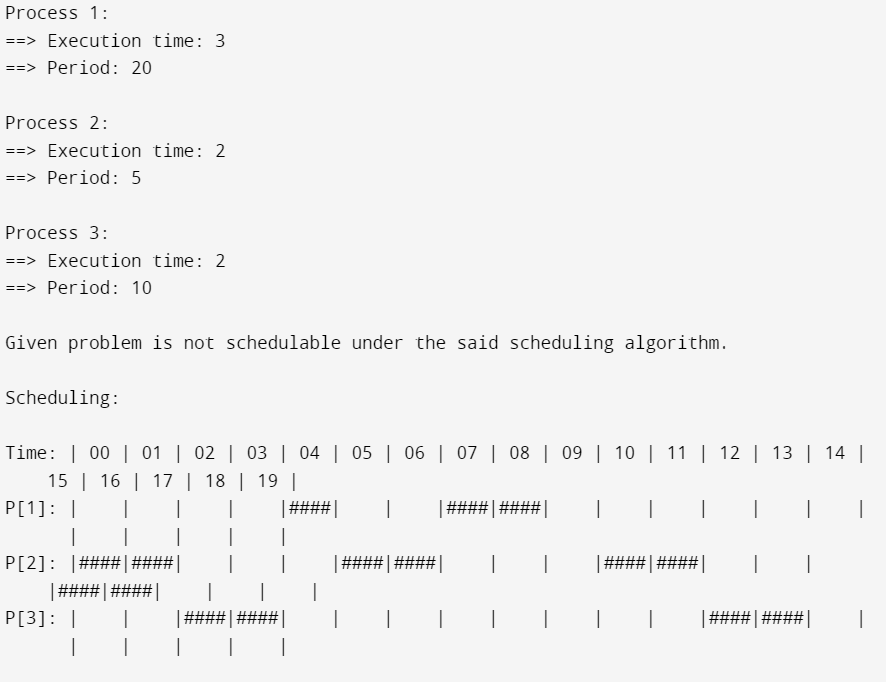 Process 1:
==> Execution time: 3
==> Period: 20

Process 2:
==> Execution time: 2
==> Period: 5

Process 3:
==> Execution time: 2
==> Period: 10

Given problem is not schedulable under the said scheduling algorithm.

Scheduling:

Time: | 00 | 01 | 02 | 03 | 04 | 05 | 06 | 07 | 08 | 09 | 10 | 11 | 12 | 13 | 14 |
    15 | 16 | 17 | 18 | 19 |
P[1]: |    |    |    |    |####|    |    |####|####|    |    |    |    |    |    |
      |    |    |    |    |
P[2]: |####|####|    |    |    |####|####|    |    |    |####|####|    |    |
    |####|####|    |    |    |
P[3]: |    |    |####|####|    |    |    |    |    |    |    |    |####|####|    |
      |    |    |    |    |